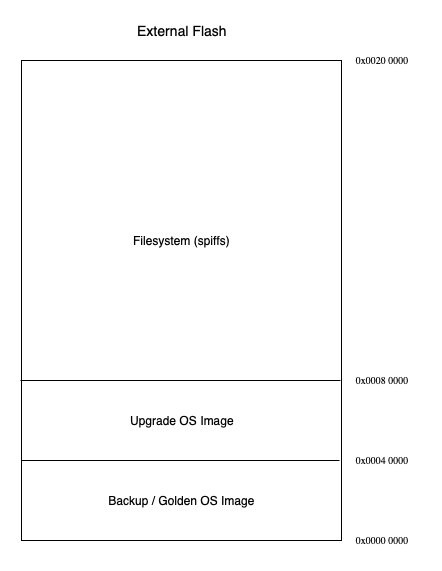 External Flash
0x0020 0000
Filesystem (spiffs)
0x0008 0000
Upgrade OS Image
0x0004 0000
Backup / Golden OS Image
0x0000 0000